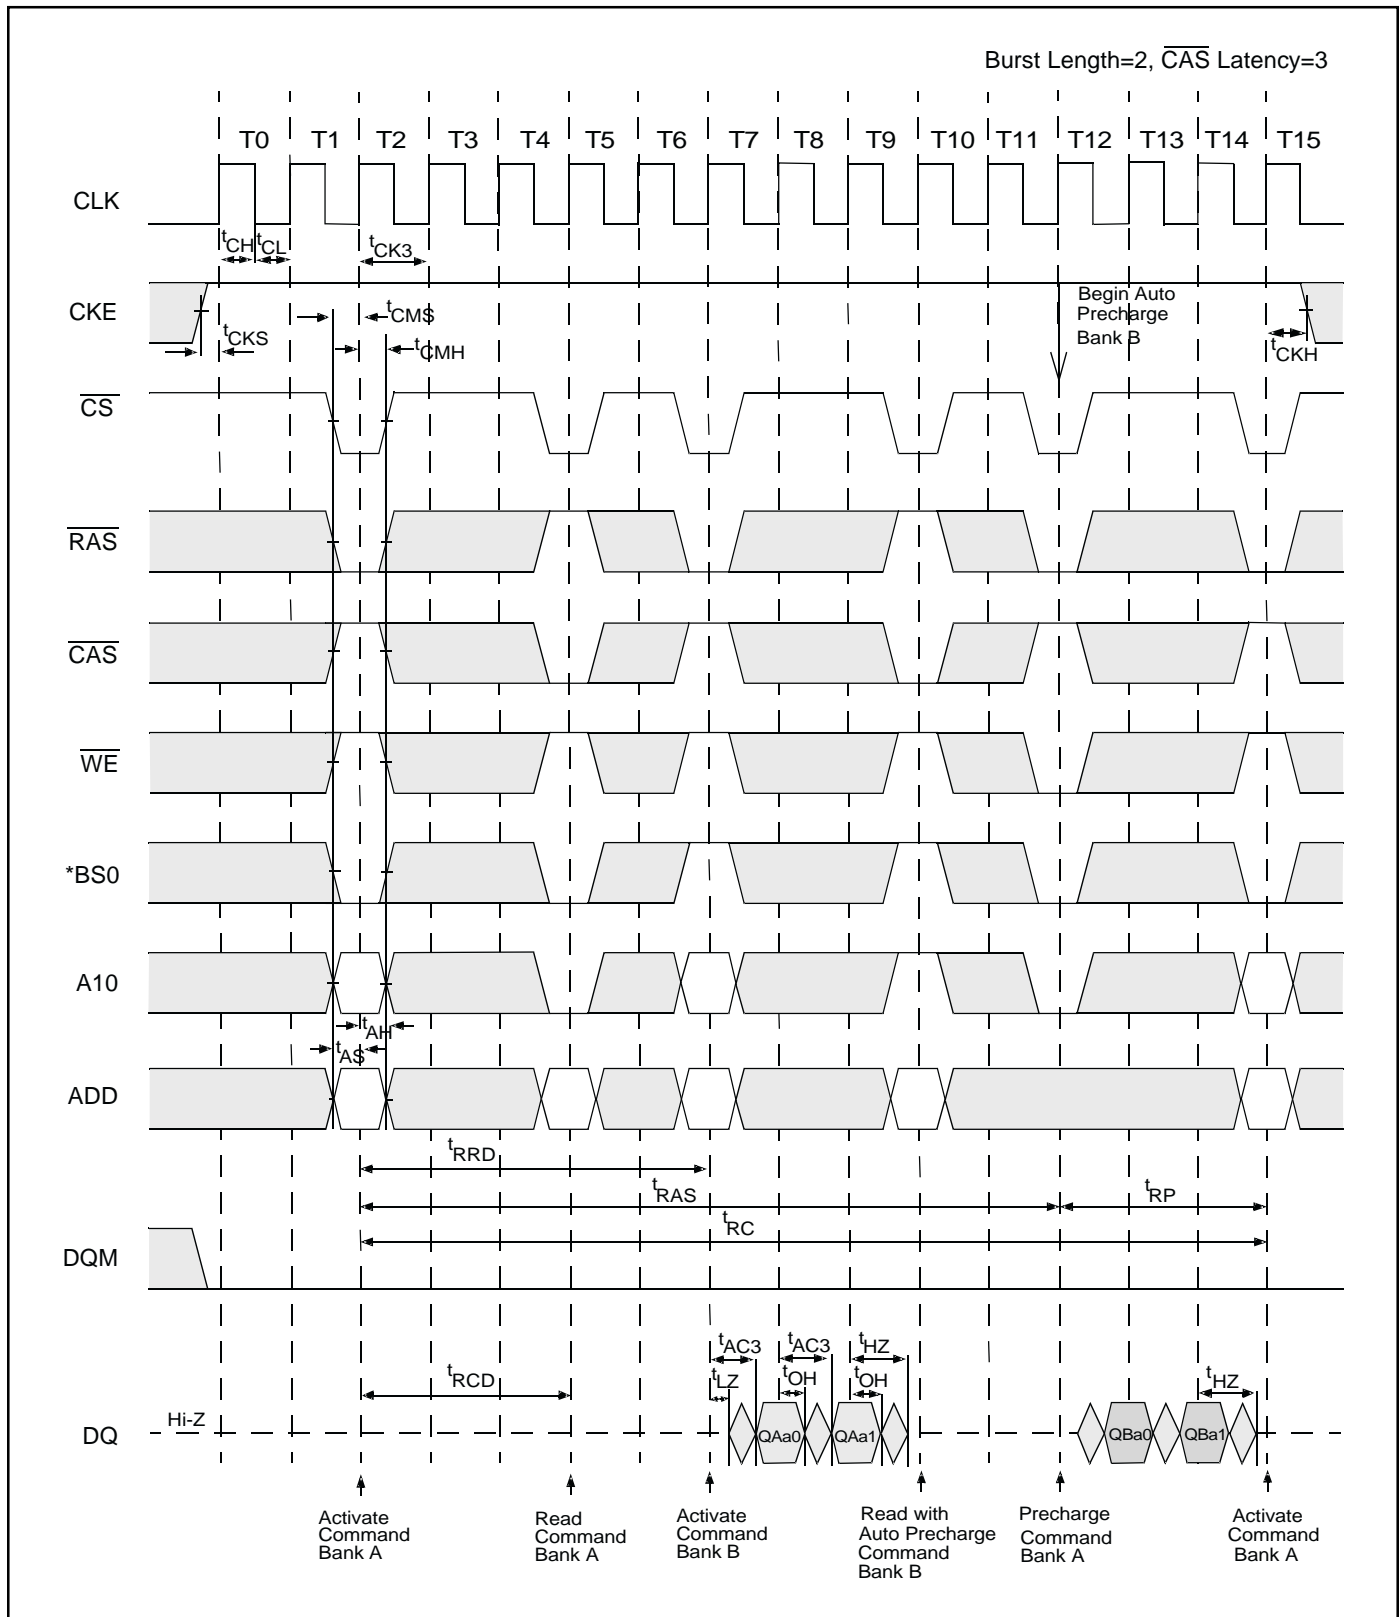 Burst Length=2, CAS Latency=3
T0 T1 T2 T3 T4 T5 T6 T7 T8 T9 T10 T11 T12 T13 T14 T15
CLK
tCH tCL tCK3
CKE
tCKS
tCMS
tCMH
Begin Auto
Precharge
Bank B
tCKH
CS
RAS
CAS
WE
*BS0
A10
tAH
tAS
ADD
tRRD
tRAS
tRP
tRC
DQM
tAC3 tAC3 tHZ
tRCD
tLZ tOH tOH
tHZ
Hi-Z
DQ
QAa0 QAa1 QBa0 QBa1
Activate
Command
Bank A
Read
Command
Bank A
Activate
Command
Bank B
Read with
Auto Precharge
Command
Bank B
Precharge
Command
Bank A
Activate
Command
Bank A